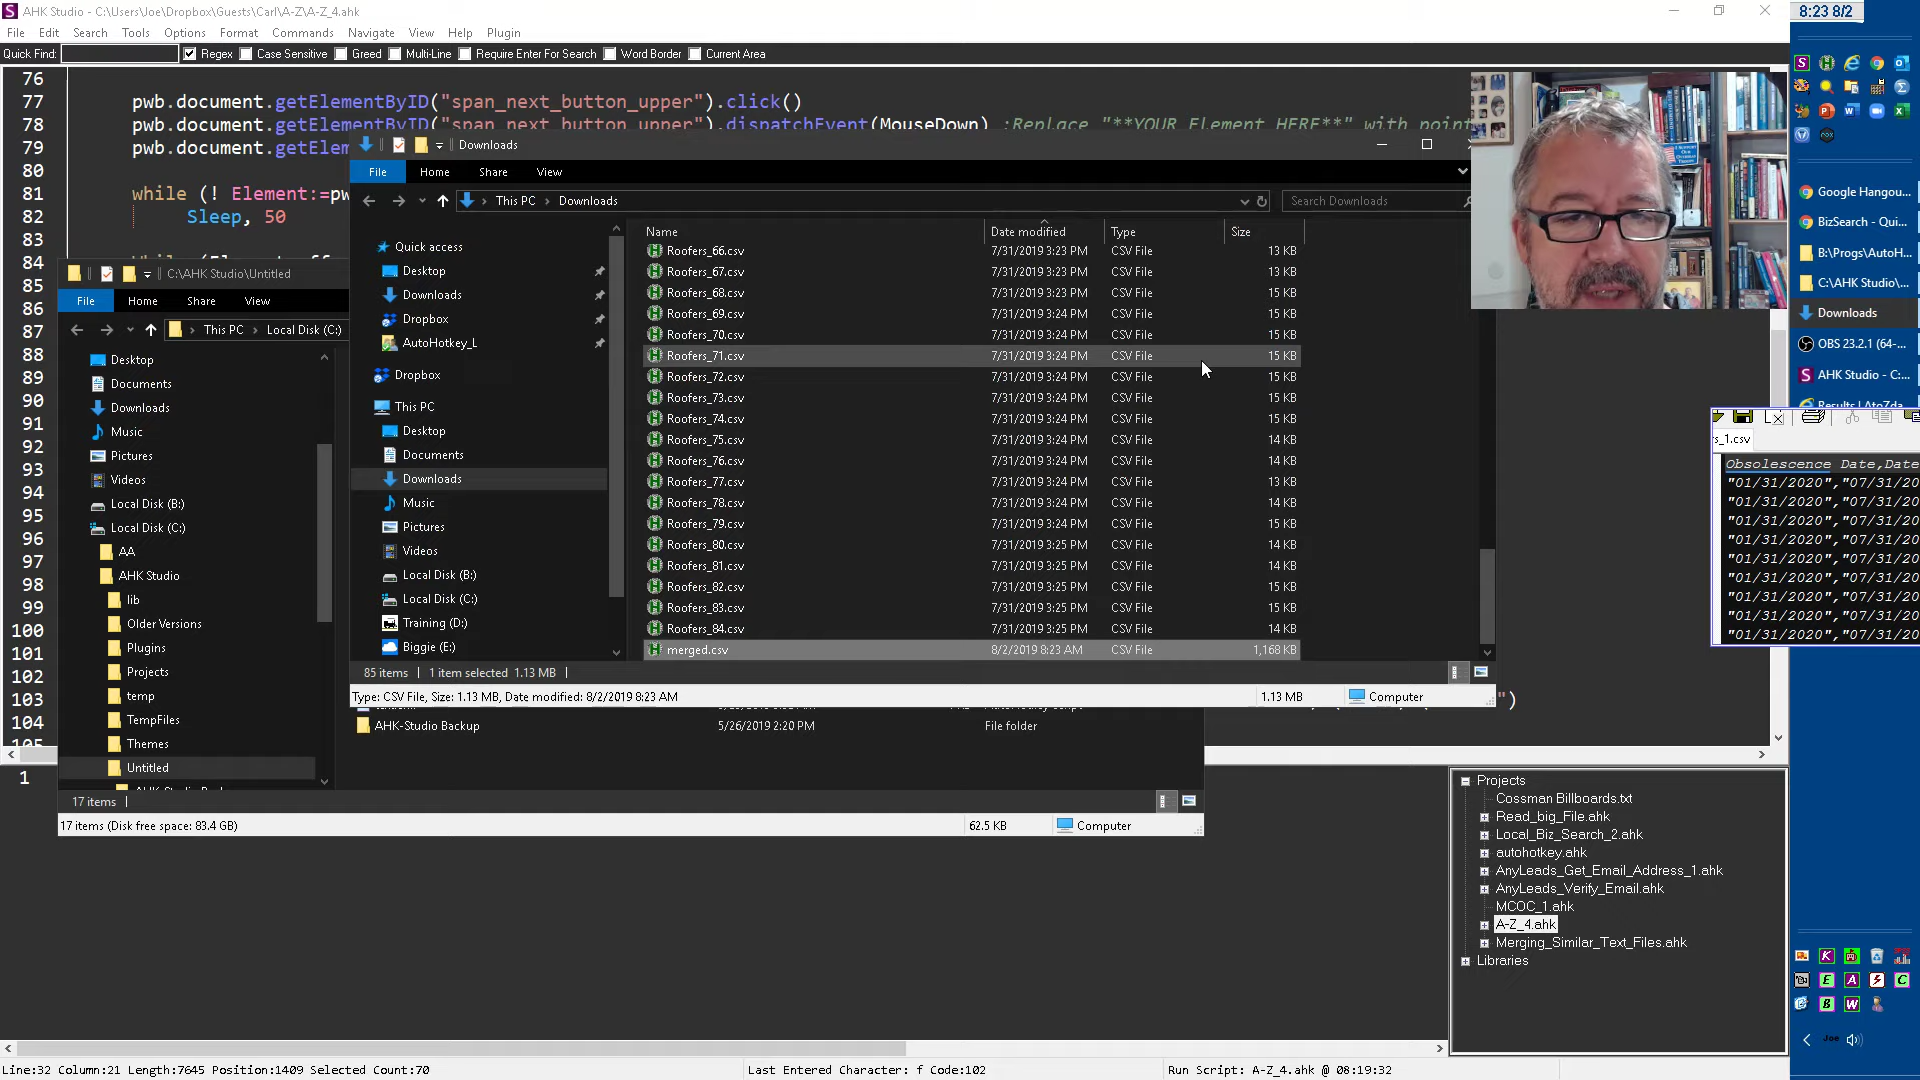 AHK Studio - C:\Users\Joe\Dropbox\Guests\Carl\A-Z\A-Z_4.ahk
8:23 8/2
File Edit Search Tools Options Format Commands Navigate View Help Plugin
Quick Find: Regex Case Sensitive Greed Multi-Line Require Enter For Search Word Border Current Area
76
77 pwb.document.getElementByID("span_next_button_upper").click()
78 pwb.document.getElementByID("span_next_button_upper").dispatchEvent(MouseDown) ;Replace "**YOUR Element HERE**" with point
79 pwb.document.getElem
80
81 while (! Element:=pw
82 Sleep, 50
83
84
85
86
87
88
89
90
91
92
93
94
95
96
97
98
99
100
101
102
103 ")
104
105
1
Downloads
File Home Share View
This PC Downloads
Search Downloads
Quick access
Desktop
Downloads
Dropbox
AutoHotkey_L
Dropbox
This PC
Desktop
Documents
Downloads
Music
Pictures
Videos
Local Disk (B:)
Local Disk (C:)
Training (D:)
Biggie (E:)
Name Date modified Type Size
Roofers_66.csv 7/31/2019 3:23 PM CSV File 13 KB
Roofers_67.csv 7/31/2019 3:23 PM CSV File 13 KB
Roofers_68.csv 7/31/2019 3:23 PM CSV File 15 KB
Roofers_69.csv 7/31/2019 3:24 PM CSV File 15 KB
Roofers_70.csv 7/31/2019 3:24 PM CSV File 15 KB
Roofers_71.csv 7/31/2019 3:24 PM CSV File 15 KB
Roofers_72.csv 7/31/2019 3:24 PM CSV File 15 KB
Roofers_73.csv 7/31/2019 3:24 PM CSV File 15 KB
Roofers_74.csv 7/31/2019 3:24 PM CSV File 15 KB
Roofers_75.csv 7/31/2019 3:24 PM CSV File 14 KB
Roofers_76.csv 7/31/2019 3:24 PM CSV File 14 KB
Roofers_77.csv 7/31/2019 3:24 PM CSV File 13 KB
Roofers_78.csv 7/31/2019 3:24 PM CSV File 14 KB
Roofers_79.csv 7/31/2019 3:24 PM CSV File 15 KB
Roofers_80.csv 7/31/2019 3:25 PM CSV File 14 KB
Roofers_81.csv 7/31/2019 3:25 PM CSV File 14 KB
Roofers_82.csv 7/31/2019 3:25 PM CSV File 15 KB
Roofers_83.csv 7/31/2019 3:25 PM CSV File 15 KB
Roofers_84.csv 7/31/2019 3:25 PM CSV File 14 KB
merged.csv 8/2/2019 8:23 AM CSV File 1,168 KB
85 items 1 item selected 1.13 MB
Type: CSV File, Size: 1.13 MB, Date modified: 8/2/2019 8:23 AM 1.13 MB Computer
C:\AHK Studio\Untitled
File Home Share View
This PC Local Disk (C:)
Desktop
Documents
Downloads
Music
Pictures
Videos
Local Disk (B:)
Local Disk (C:)
AA
AHK Studio
lib
Older Versions
Plugins
Projects
temp
TempFiles
Themes
Untitled
AHK-Studio Backup 5/26/2019 2:20 PM File folder
17 items
17 items (Disk free space: 83.4 GB) 62.5 KB Computer
Google Hangou...
BizSearch - Qui...
B:\Progs\AutoH...
C:\AHK Studio\...
Downloads
OBS 23.2.1 (64-...
AHK Studio - C:...
Results | AtoZda
s_1.csv
Obsolescence Date,Date
"01/31/2020","07/31/20
"01/31/2020","07/31/20
"01/31/2020","07/31/20
"01/31/2020","07/31/20
"01/31/2020","07/31/20
"01/31/2020","07/31/20
"01/31/2020","07/31/20
"01/31/2020","07/31/20
"01/31/2020","07/31/20
Projects
Cossman Billboards.txt
Read_big_File.ahk
Local_Biz_Search_2.ahk
autohotkey.ahk
AnyLeads_Get_Email_Address_1.ahk
AnyLeads_Verify_Email.ahk
MCOC_1.ahk
A-Z_4.ahk
Merging_Similar_Text_Files.ahk
Libraries
Joe
Line:32 Column:21 Length:7645 Position:1409 Selected Count:70 Last Entered Character: f Code:102 Run Script: A-Z_4.ahk @ 08:19:32